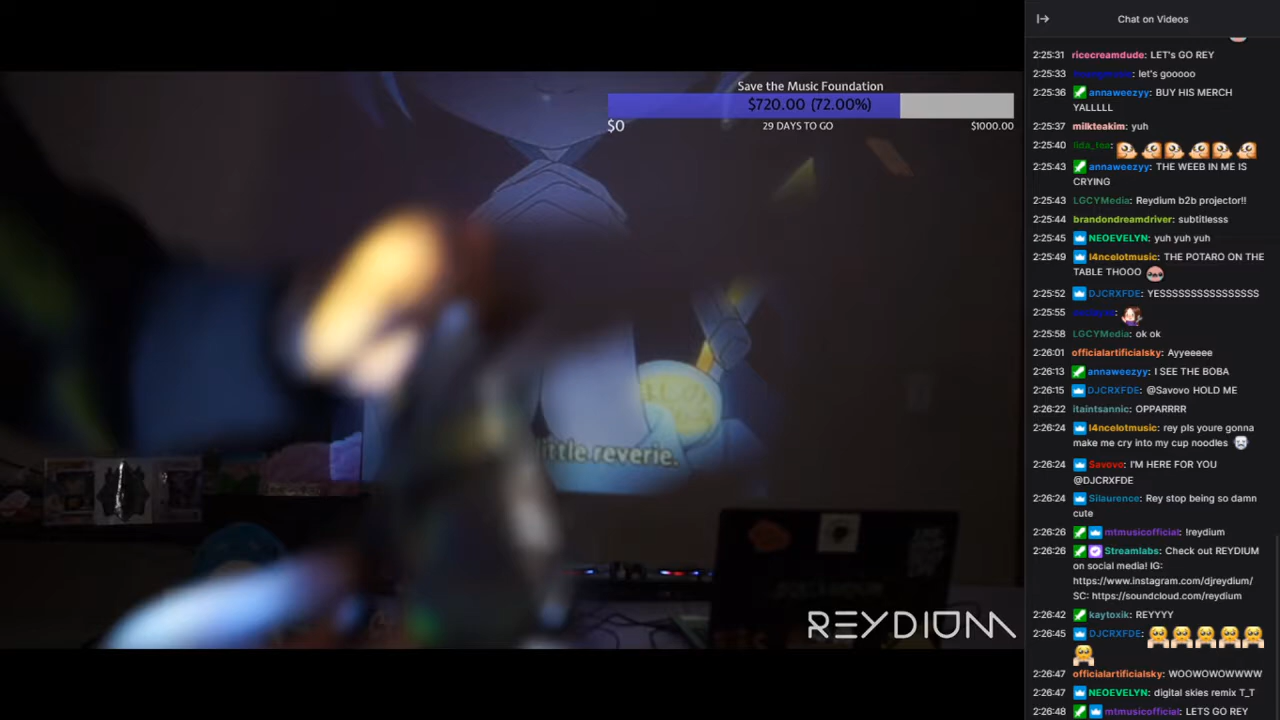 Save the Music Foundation
$720.00 (72.00%)
$0
29 DAYS TO GO
$1000.00
little reverie.
REYDIUM
Chat on Videos
2:25:31 ricecreamdude: LET's GO REY
2:25:33 let's gooooo
2:25:36 annaweezyy: BUY HIS MERCH
YALLLLL
2:25:37 milkteakim: yuh
2:25:40 lida_tea:
2:25:43 annaweezyy: THE WEEB IN ME IS
CRYING
2:25:43 LGCYMedia: Reydium b2b projector!!
2:25:44 brandondreamdriver: subtitlesss
2:25:45 NEOEVELYN: yuh yuh yuh
2:25:49 l4ncelotmusic: THE POTARO ON THE
TABLE THOOO
2:25:52 DJCRXFDE: YESSSSSSSSSSSSSSS
2:25:55
2:25:58 LGCYMedia: ok ok
2:26:01 officialartificialsky: Ayyeeeee
2:26:13 annaweezyy: I SEE THE BOBA
2:26:15 DJCRXFDE: @Savovo HOLD ME
2:26:22 itaintsannic: OPPARRRR
2:26:24 l4ncelotmusic: rey pls youre gonna
make me cry into my cup noodles
2:26:24 Savovo: I'M HERE FOR YOU
@DJCRXFDE
2:26:24 Silaurence: Rey stop being so damn
cute
2:26:26 mtmusicofficial: !reydium
2:26:26 Streamlabs: Check out REYDIUM
on social media! IG:
https://www.instagram.com/djreydium/
SC: https://soundcloud.com/reydium
2:26:42 kaytoxik: REYYYY
2:26:45 DJCRXFDE:
2:26:47 officialartificialsky: WOOWOWOWWWW
2:26:47 NEOEVELYN: digital skies remix T_T
2:26:48 mtmusicofficial: LETS GO REY